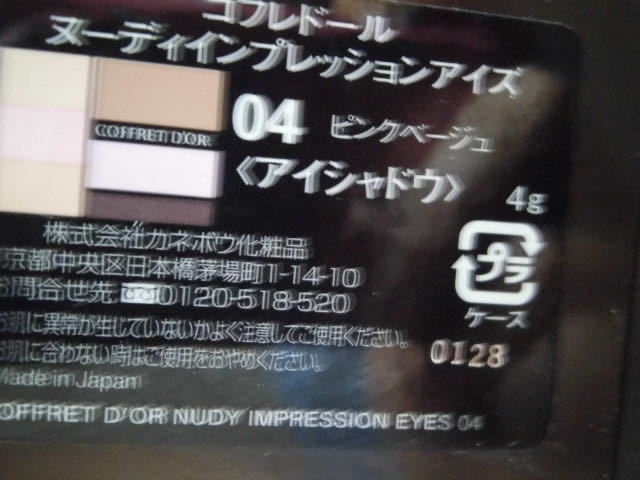 コフレドール
ヌーディインプレッションアイズ
COFFRET D'OR
04 ピンクベージュ
〈アイシャドウ〉 4g
株式会社カネボウ化粧品
京都中央区日本橋茅場町1-14-10
お問合せ先 0120-518-520
プラ
ケース
お肌に異常が生じていないかよく注意してご使用ください。
お肌に合わない時はご使用をおやめください。
0128
Made in Japan
COFFRET D'OR NUDY IMPRESSION EYES 04